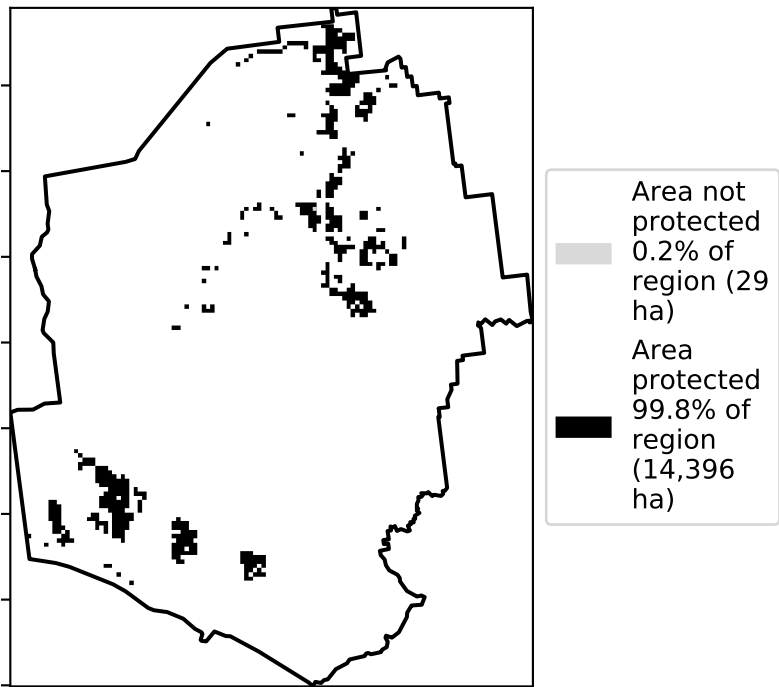 Area not
protected
0.2% of
region (29
ha)
Area
protected
99.8% of
region
(14,396
ha)